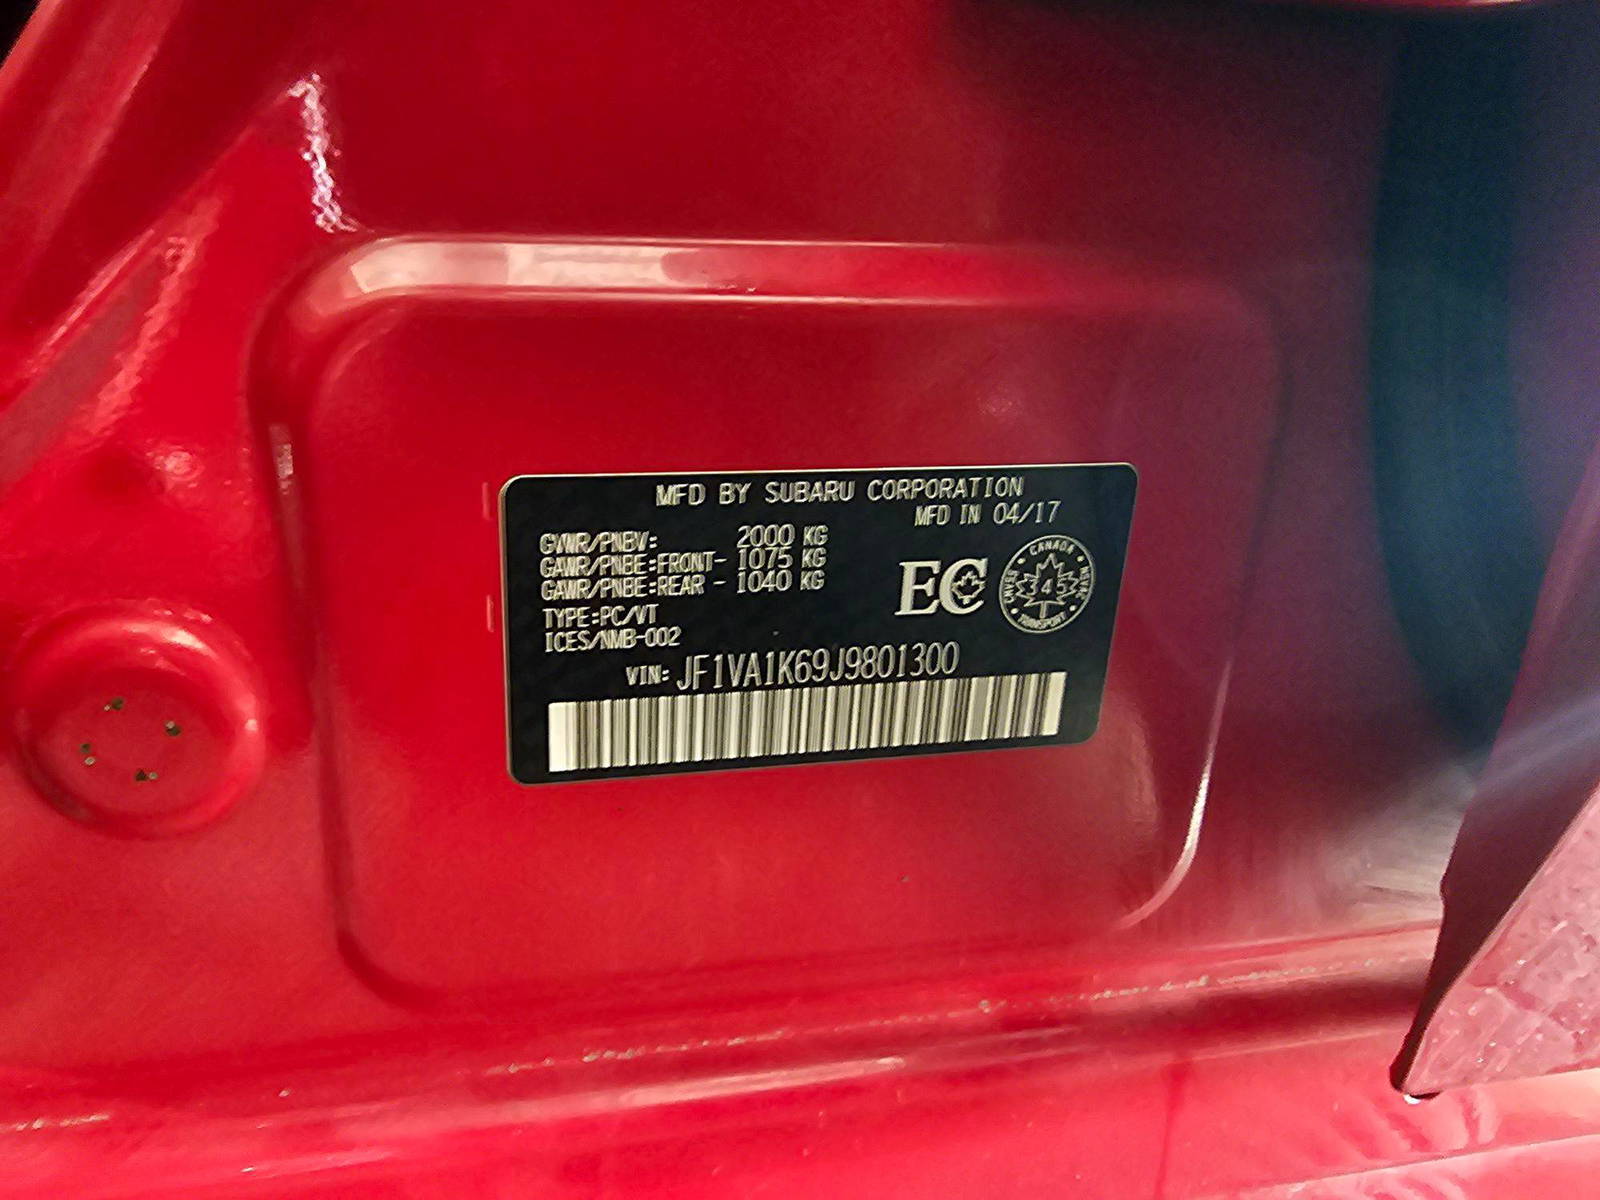 MFD BY SUBARU CORPORATION
MFD IN 04/17
GVWR/PNBV: 2000 KG
GAWR/PNBE:FRONT- 1075 KG
GAWR/PNBE:REAR - 1040 KG
TYPE:PC/VT
ICES/NMB-002
EC
CANADA
345
TRANSPORT
VIN: JF1VA1K69J9801300